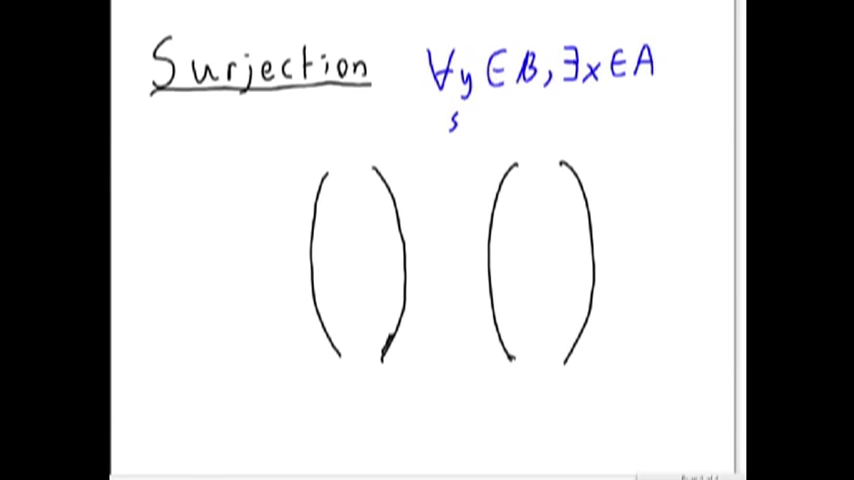 Surjection ∀y ∈ B, ∃x ∈ A
s